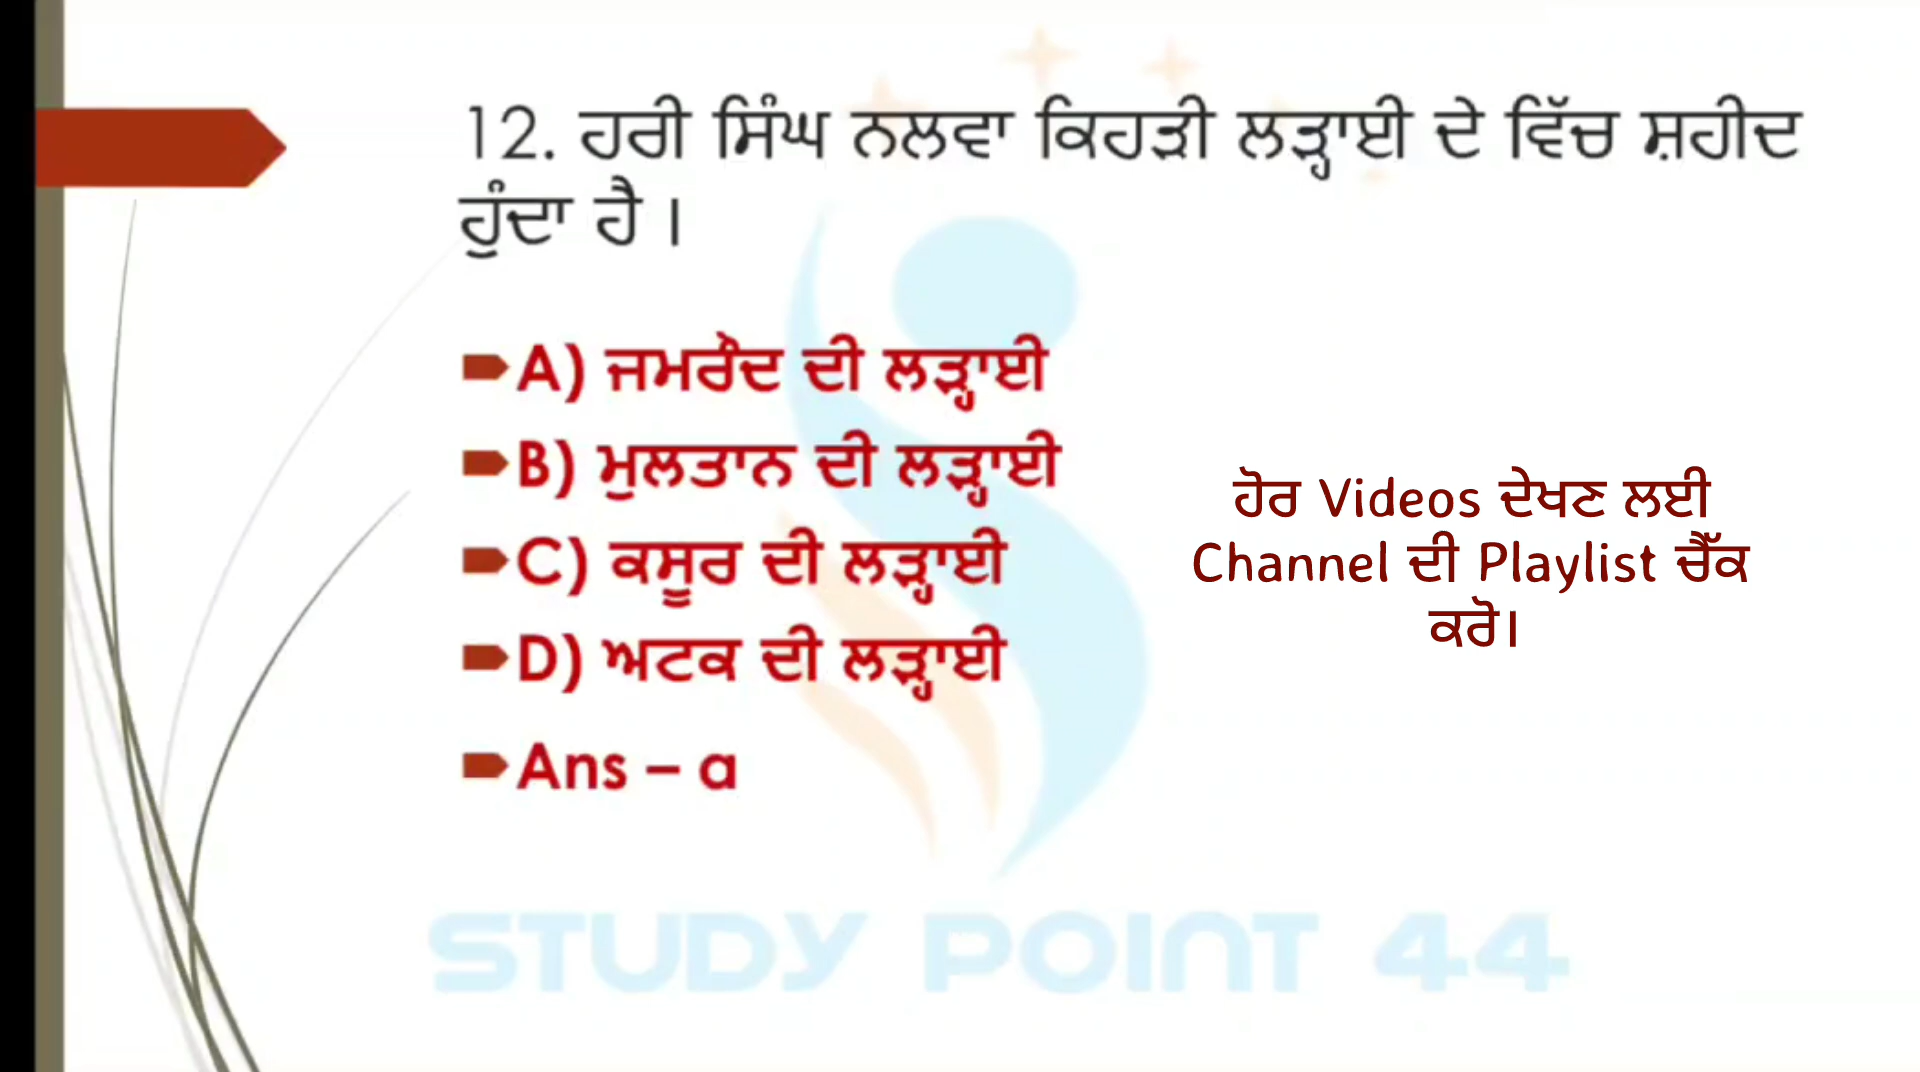 12. ਹਰੀ ਸਿੰਘ ਨਲਵਾ ਕਿਹੜੀ ਲੜ੍ਹਾਈ ਦੇ ਵਿੱਚ ਸ਼ਹੀਦ
ਹੁੰਦਾ ਹੈ ।
A) ਜਮਰੌਦ ਦੀ ਲੜ੍ਹਾਈ
B) ਮੁਲਤਾਨ ਦੀ ਲੜ੍ਹਾਈ
C) ਕਸੂਰ ਦੀ ਲੜ੍ਹਾਈ
D) ਅਟਕ ਦੀ ਲੜ੍ਹਾਈ
Ans – a
ਹੋਰ Videos ਦੇਖਣ ਲਈ
Channel ਦੀ Playlist ਚੈੱਕ
ਕਰੋ।
STUDY POINT 44